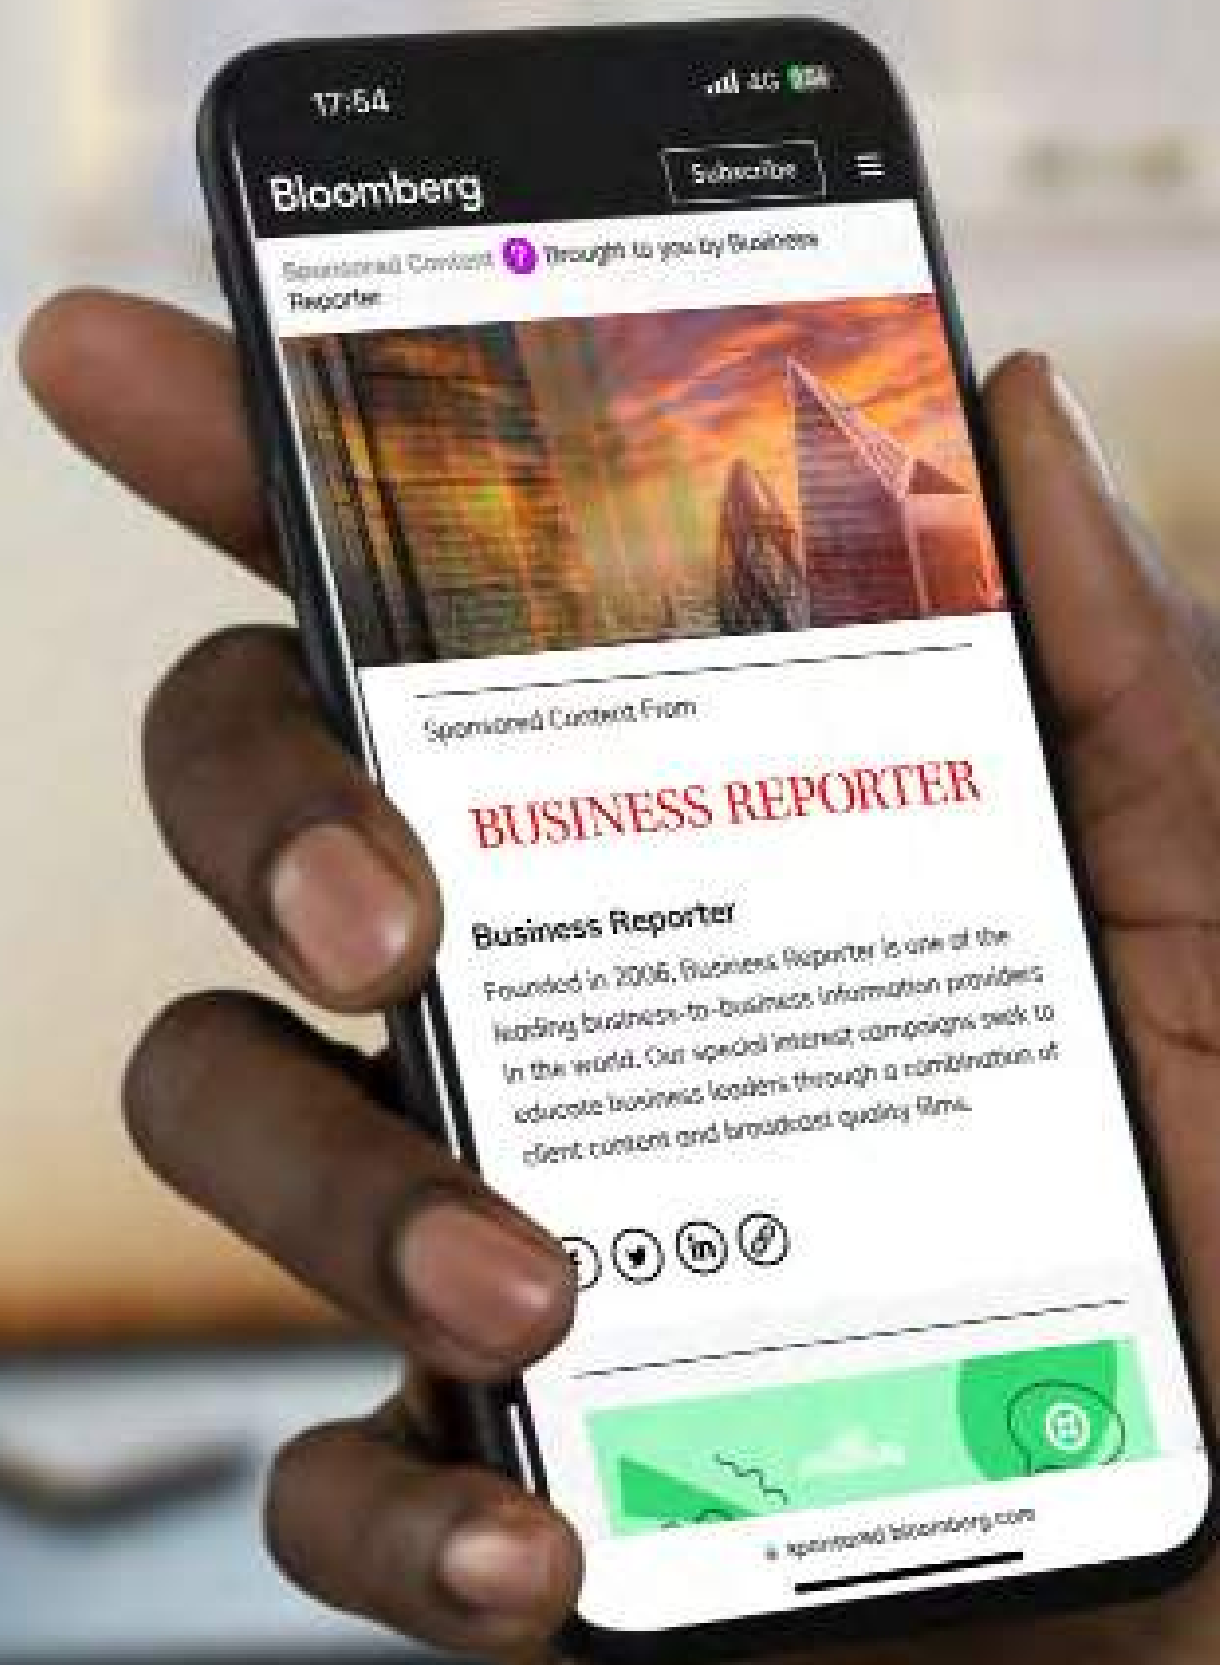 17:54
4G
Bloomberg
Subscribe
Sponsored Content ? Brought to you by Business
Reporter
Sponsored Content From
BUSINESS REPORTER
Business Reporter
Founded in 2006, Business Reporter is one of the
leading business-to-business information providers
in the world. Our special interest campaigns seek to
educate business leaders through a combination of
client content and broadcast quality films.
in
sponsored.bloomberg.com